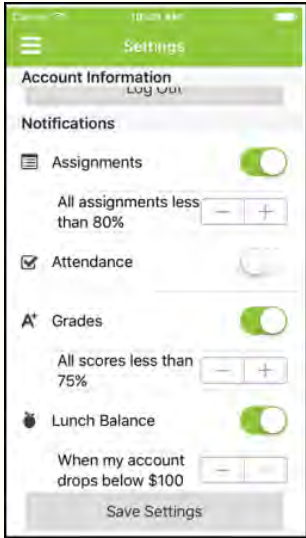 Settings
Account Information
Log Out
Notifications
Assignments
All assignments less
than 80%
- +
Attendance
A+ Grades
All scores less than
75%
- +
Lunch Balance
When my account
drops below $100
- +
Save Settings